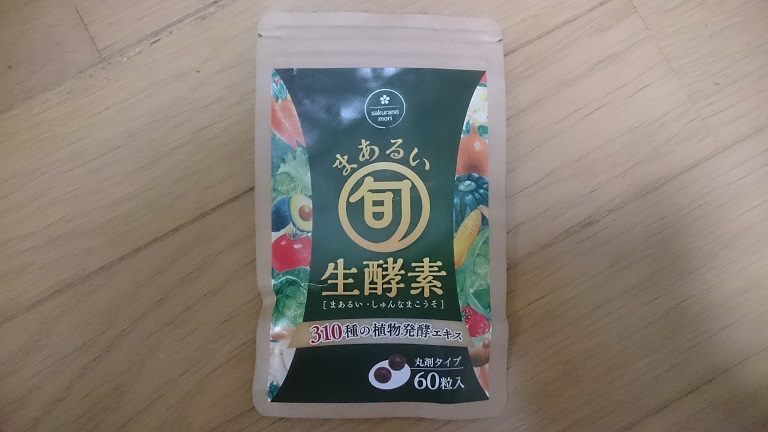 sakurano
mori
まあるい
旬
生酵素
[まあるい・しゅんなまこうそ]
310種の植物発酵エキス
丸剤タイプ
60粒入